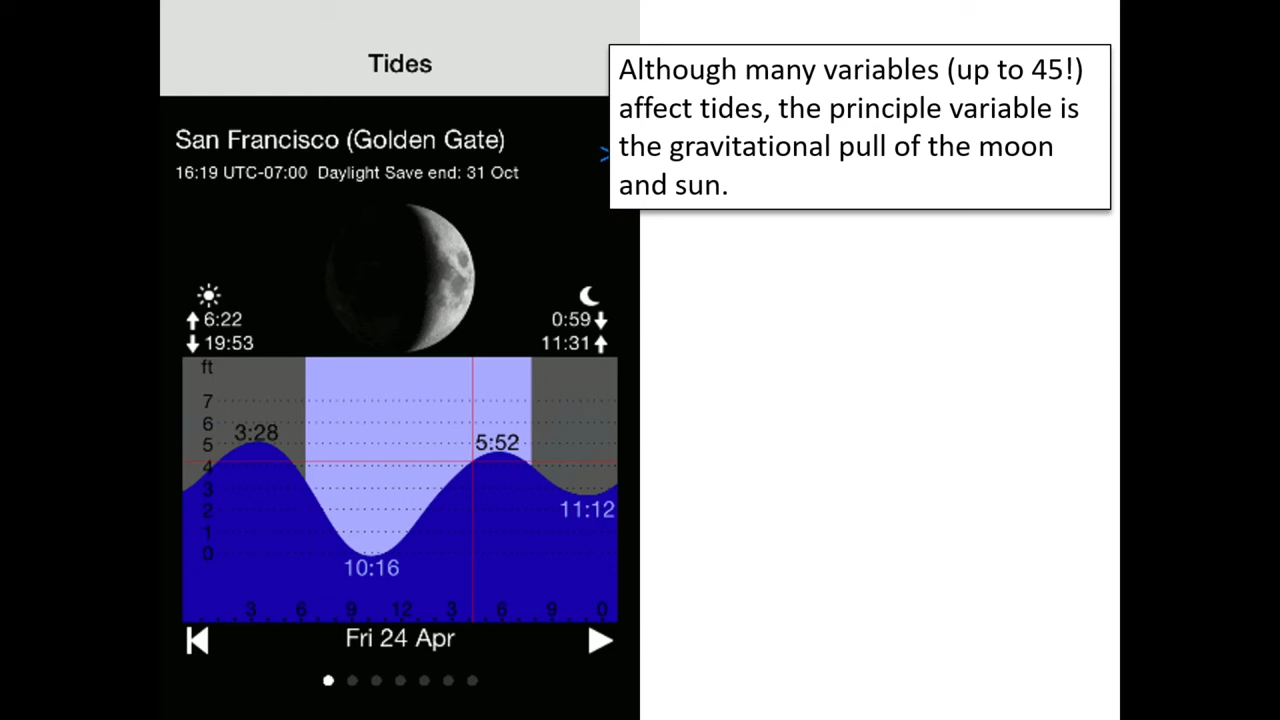 Tides
Although many variables (up to 45!)
affect tides, the principle variable is
the gravitational pull of the moon
and sun.
San Francisco (Golden Gate)
>
16:19 UTC-07:00 Daylight Save end: 31 Oct
6:22
19:53
0:59
11:31
ft
7
6
5
4
3
2
1
0
3:28
5:52
11:12
10:16
3 6 9 12 3 6 9 0
Fri 24 Apr